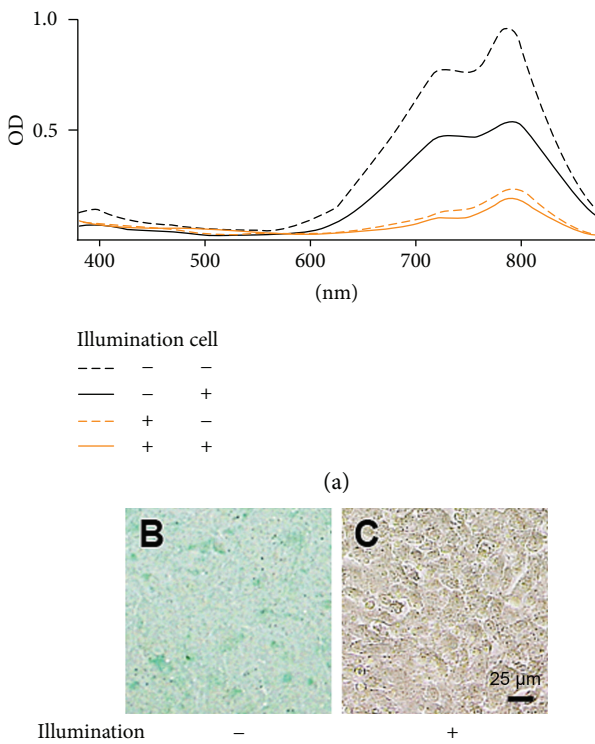 1.0
0.5
OD
400 500 600 700 800
(nm)
Illumination cell
− −
− +
+ −
+ +
(a)
B C
25 μm
Illumination − +